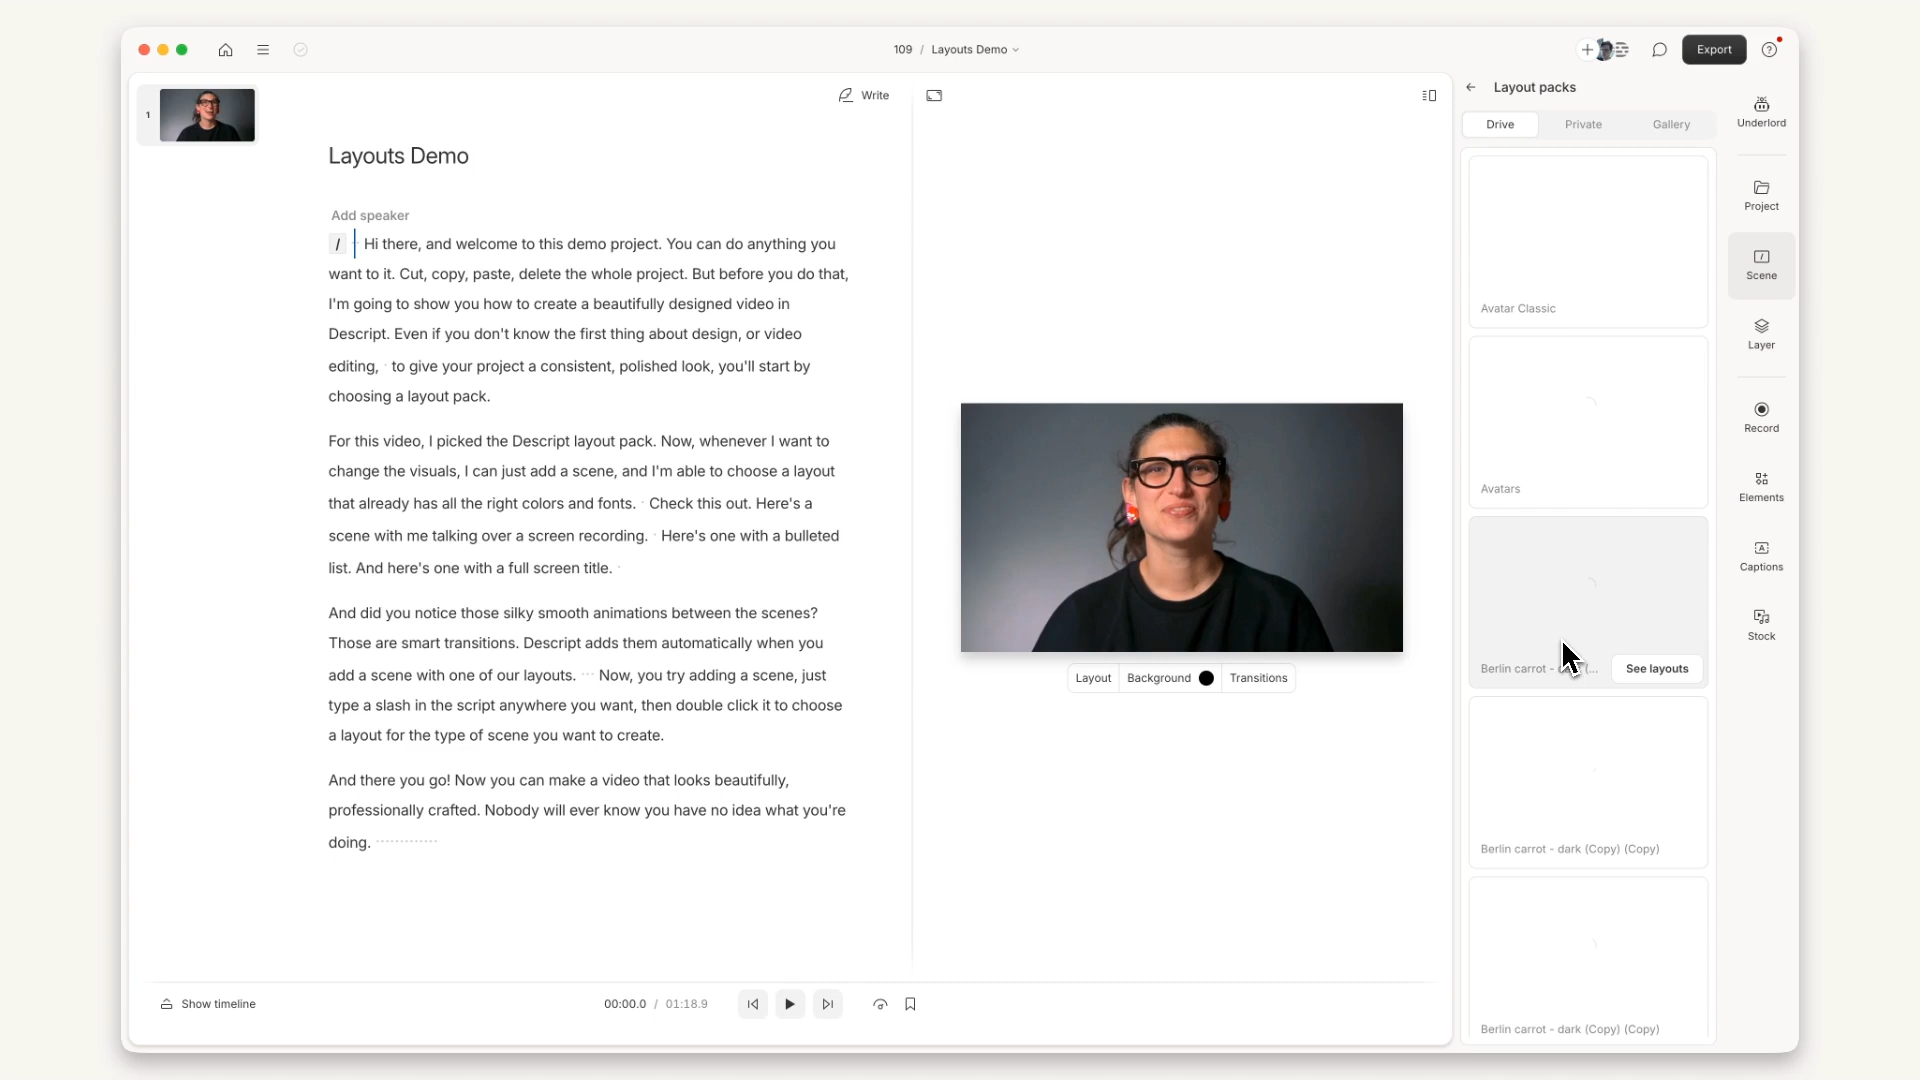 109 / Layouts Demo
Export
1
Write
Layouts Demo
Add speaker
/ Hi there, and welcome to this demo project. You can do anything you
want to it. Cut, copy, paste, delete the whole project. But before you do that,
I'm going to show you how to create a beautifully designed video in
Descript. Even if you don't know the first thing about design, or video
editing, to give your project a consistent, polished look, you'll start by
choosing a layout pack.
For this video, I picked the Descript layout pack. Now, whenever I want to
change the visuals, I can just add a scene, and I'm able to choose a layout
that already has all the right colors and fonts. Check this out. Here's a
scene with me talking over a screen recording. Here's one with a bulleted
list. And here's one with a full screen title.
And did you notice those silky smooth animations between the scenes?
Those are smart transitions. Descript adds them automatically when you
add a scene with one of our layouts. Now, you try adding a scene, just
type a slash in the script anywhere you want, then double click it to choose
a layout for the type of scene you want to create.
And there you go! Now you can make a video that looks beautifully,
professionally crafted. Nobody will ever know you have no idea what you're
doing.
Layout Background Transitions
Show timeline
00:00.0 / 01:18.9
Layout packs
Drive Private Gallery
Avatar Classic
Avatars
Berlin carrot -
See layouts
Berlin carrot - dark (Copy) (Copy)
Berlin carrot - dark (Copy) (Copy)
Underlord
Project
Scene
Layer
Record
Elements
Captions
Stock